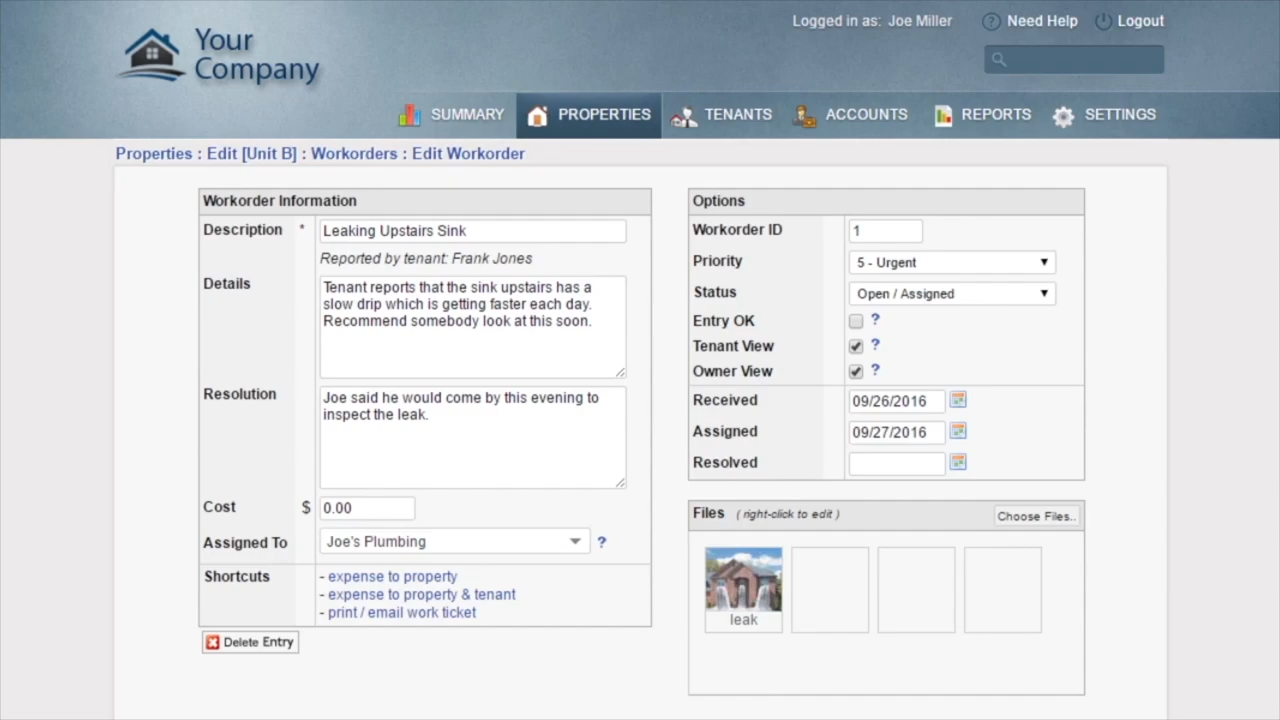 Logged in as: Joe Miller
Need Help
Logout
Your
Company
SUMMARY
PROPERTIES
TENANTS
ACCOUNTS
REPORTS
SETTINGS
Properties : Edit [Unit B] : Workorders : Edit Workorder
Workorder Information
Description * Leaking Upstairs Sink
Reported by tenant: Frank Jones
Details
Tenant reports that the sink upstairs has a
slow drip which is getting faster each day.
Recommend somebody look at this soon.
Resolution
Joe said he would come by this evening to
inspect the leak.
Cost $ 0.00
Assigned To Joe's Plumbing ?
Shortcuts
- expense to property
- expense to property & tenant
- print / email work ticket
Delete Entry
Options
Workorder ID 1
Priority 5 - Urgent
Status Open / Assigned
Entry OK ?
Tenant View ?
Owner View ?
Received 09/26/2016
Assigned 09/27/2016
Resolved
Files ( right-click to edit ) Choose Files..
leak